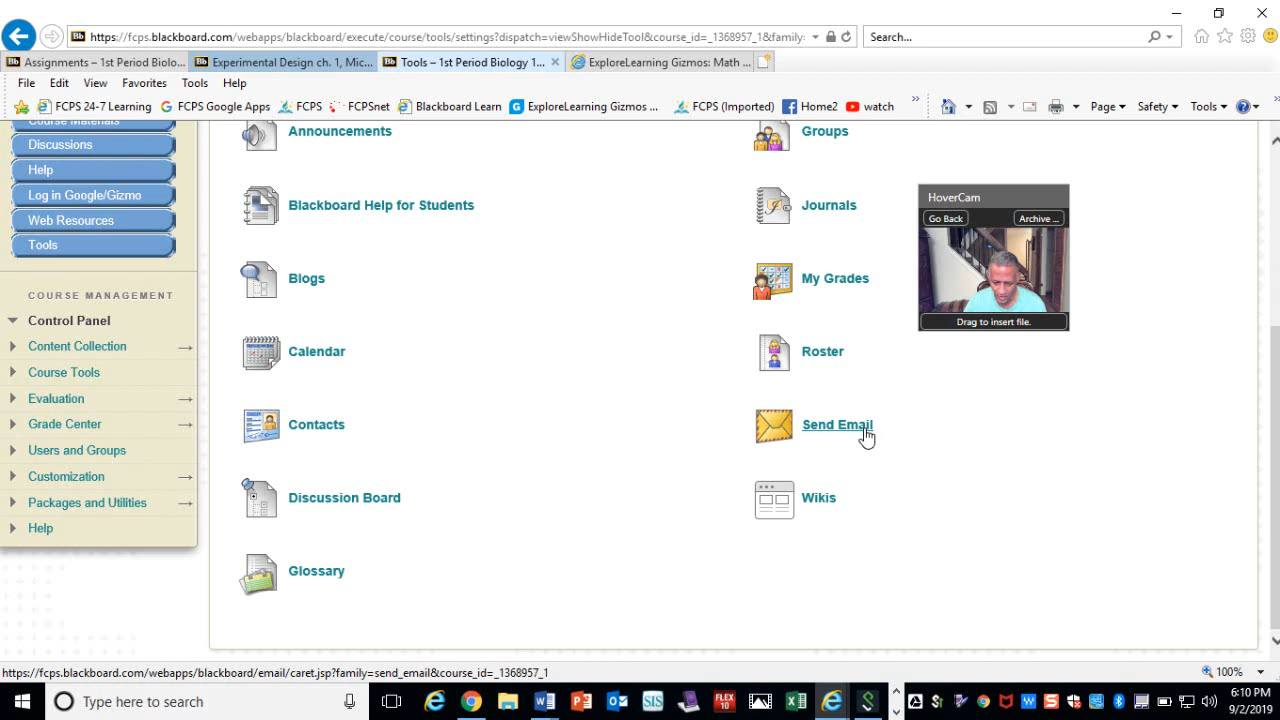 https://fcps.blackboard.com/webapps/blackboard/execute/course/tools/settings?dispatch=viewShowHideTool&course_id=_1368957_1&family:
Search...
Assignments – 1st Period Biolo...
Experimental Design ch. 1, Mic...
Tools – 1st Period Biology 1...
ExploreLearning Gizmos: Math ...
File Edit View Favorites Tools Help
FCPS 24-7 Learning FCPS Google Apps FCPS FCPSnet Blackboard Learn ExploreLearning Gizmos ... FCPS (Imported) Home2 watch
Page Safety Tools
Course Materials
Discussions
Help
Log in Google/Gizmo
Web Resources
Tools
COURSE MANAGEMENT
Control Panel
Content Collection
Course Tools
Evaluation
Grade Center
Users and Groups
Customization
Packages and Utilities
Help
Announcements
Blackboard Help for Students
Blogs
Calendar
Contacts
Discussion Board
Glossary
Groups
Journals
My Grades
Roster
Send Email
Wikis
HoverCam
Go Back Archive ...
Drag to insert file.
https://fcps.blackboard.com/webapps/blackboard/email/caret.jsp?family=send_email&course_id=_1368957_1
100%
Type here to search
SIS
FLEX
10
6:10 PM
9/2/2019